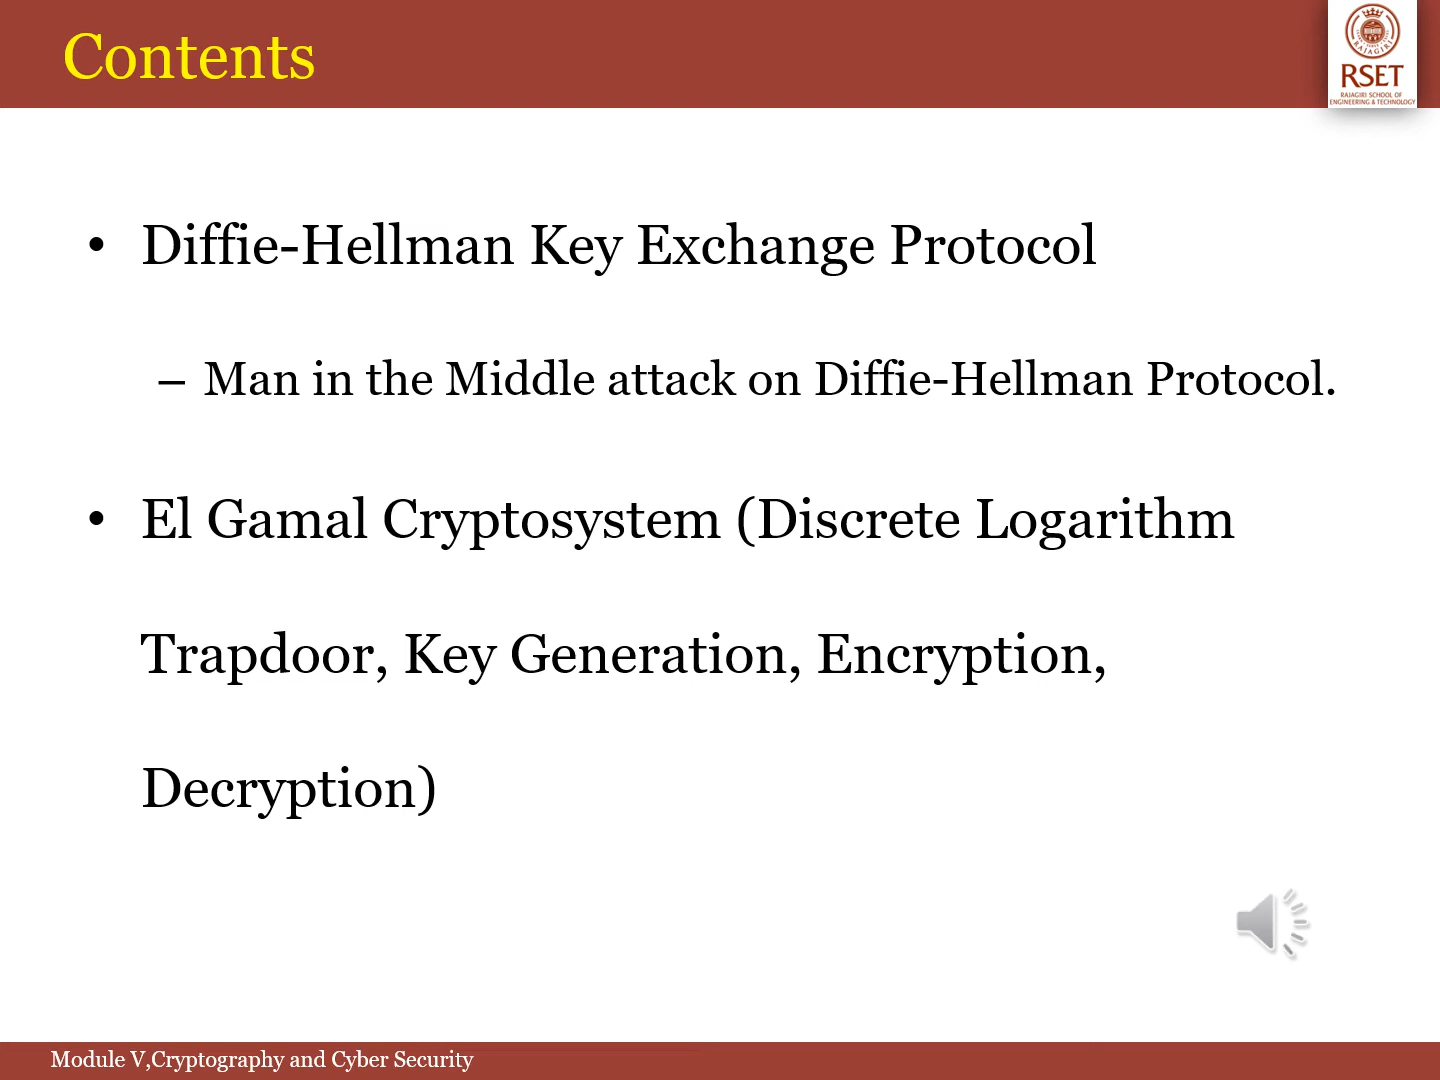 Contents
RAJAGIRI
RSET
RAJAGIRI SCHOOL OF
ENGINEERING & TECHNOLOGY
• Diffie-Hellman Key Exchange Protocol
– Man in the Middle attack on Diffie-Hellman Protocol.
• El Gamal Cryptosystem (Discrete Logarithm
Trapdoor, Key Generation, Encryption,
Decryption)
Module V,Cryptography and Cyber Security